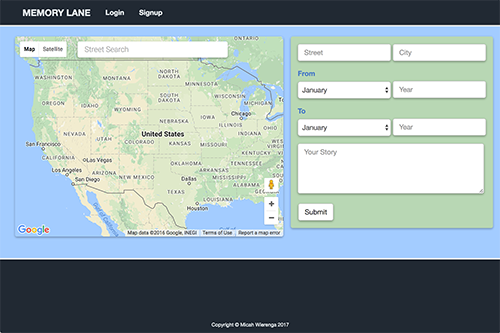 MEMORY LANE Login Signup
Map Satellite Street Search
Street City
From
January Year
To
January Year
Your Story
Submit
WASHINGTON
MONTANA
NORTH DAKOTA
MINNESOTA
OREGON
IDAHO
SOUTH DAKOTA
WISCONSIN
MICHIGAN
WYOMING
Chicago
IOWA
NEBRASKA
NEVADA
UTAH
COLORADO
United States
ILLINOIS
INDIANA
OHIO
KANSAS
MISSOURI
KENTUCKY
San Francisco
CALIFORNIA
Las Vegas
OKLAHOMA
TENNESSEE
ARKANSAS
Los Angeles
ARIZONA
NEW MEXICO
MISSISSIPPI
San Diego
Dallas
ALABAMA
GEORGIA
TEXAS
LOUISIANA
Houston
Google
Map data ©2016 Google, INEGI Terms of Use Report a map error
Copyright © Micah Wierenga 2017